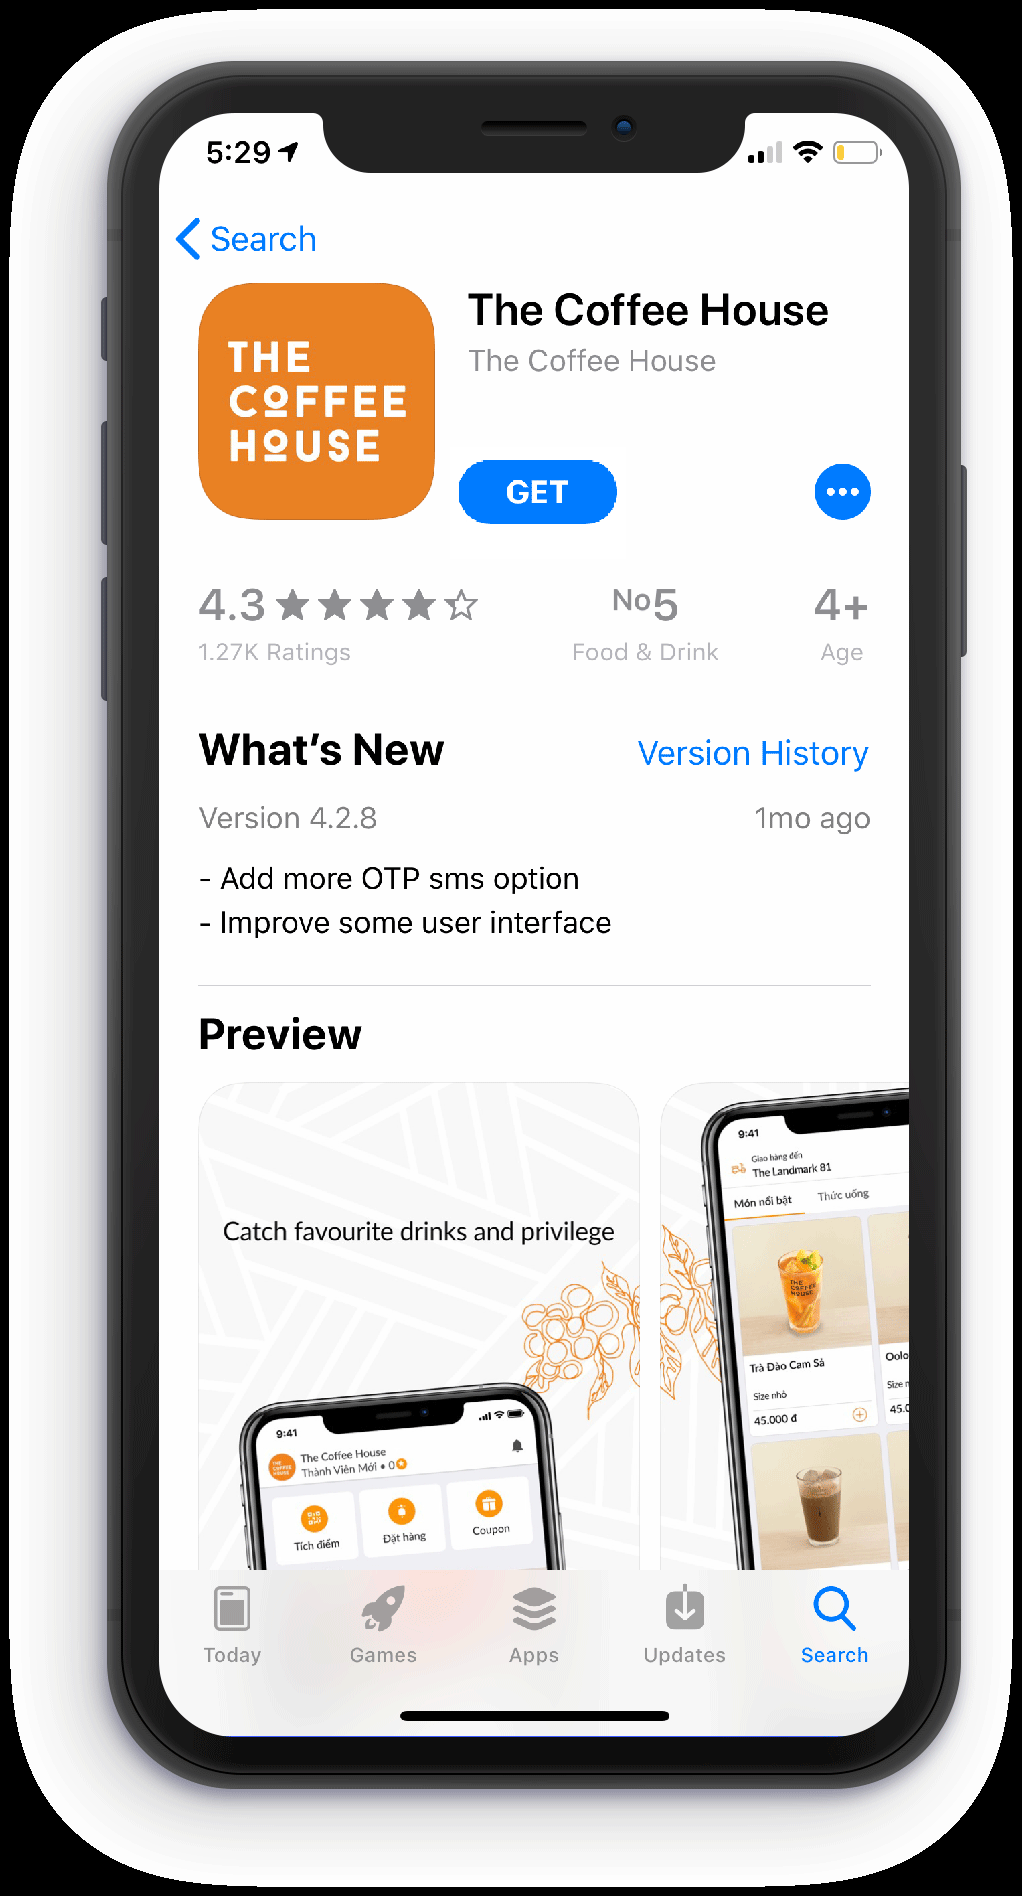 5:29
Search
THE
COFFEE
HOUSE
The Coffee House
The Coffee House
GET
4.3
No5
4+
1.27K Ratings
Food & Drink
Age
What's New
Version History
Version 4.2.8
1mo ago
- Add more OTP sms option
- Improve some user interface
Preview
Catch favourite drinks and privilege
9:41
The Coffee House
Thành Viên Mới • 0
Tích điểm
Đặt hàng
Coupon
9:41
Giao hàng đến
The Landmark 81
Món nổi bật
Thức uống
THE
COFFEE
HOUSE
Trà Đào Cam Sả
Size nhỏ
45.000 đ
Oolo
Size n
45.0
Today
Games
Apps
Updates
Search